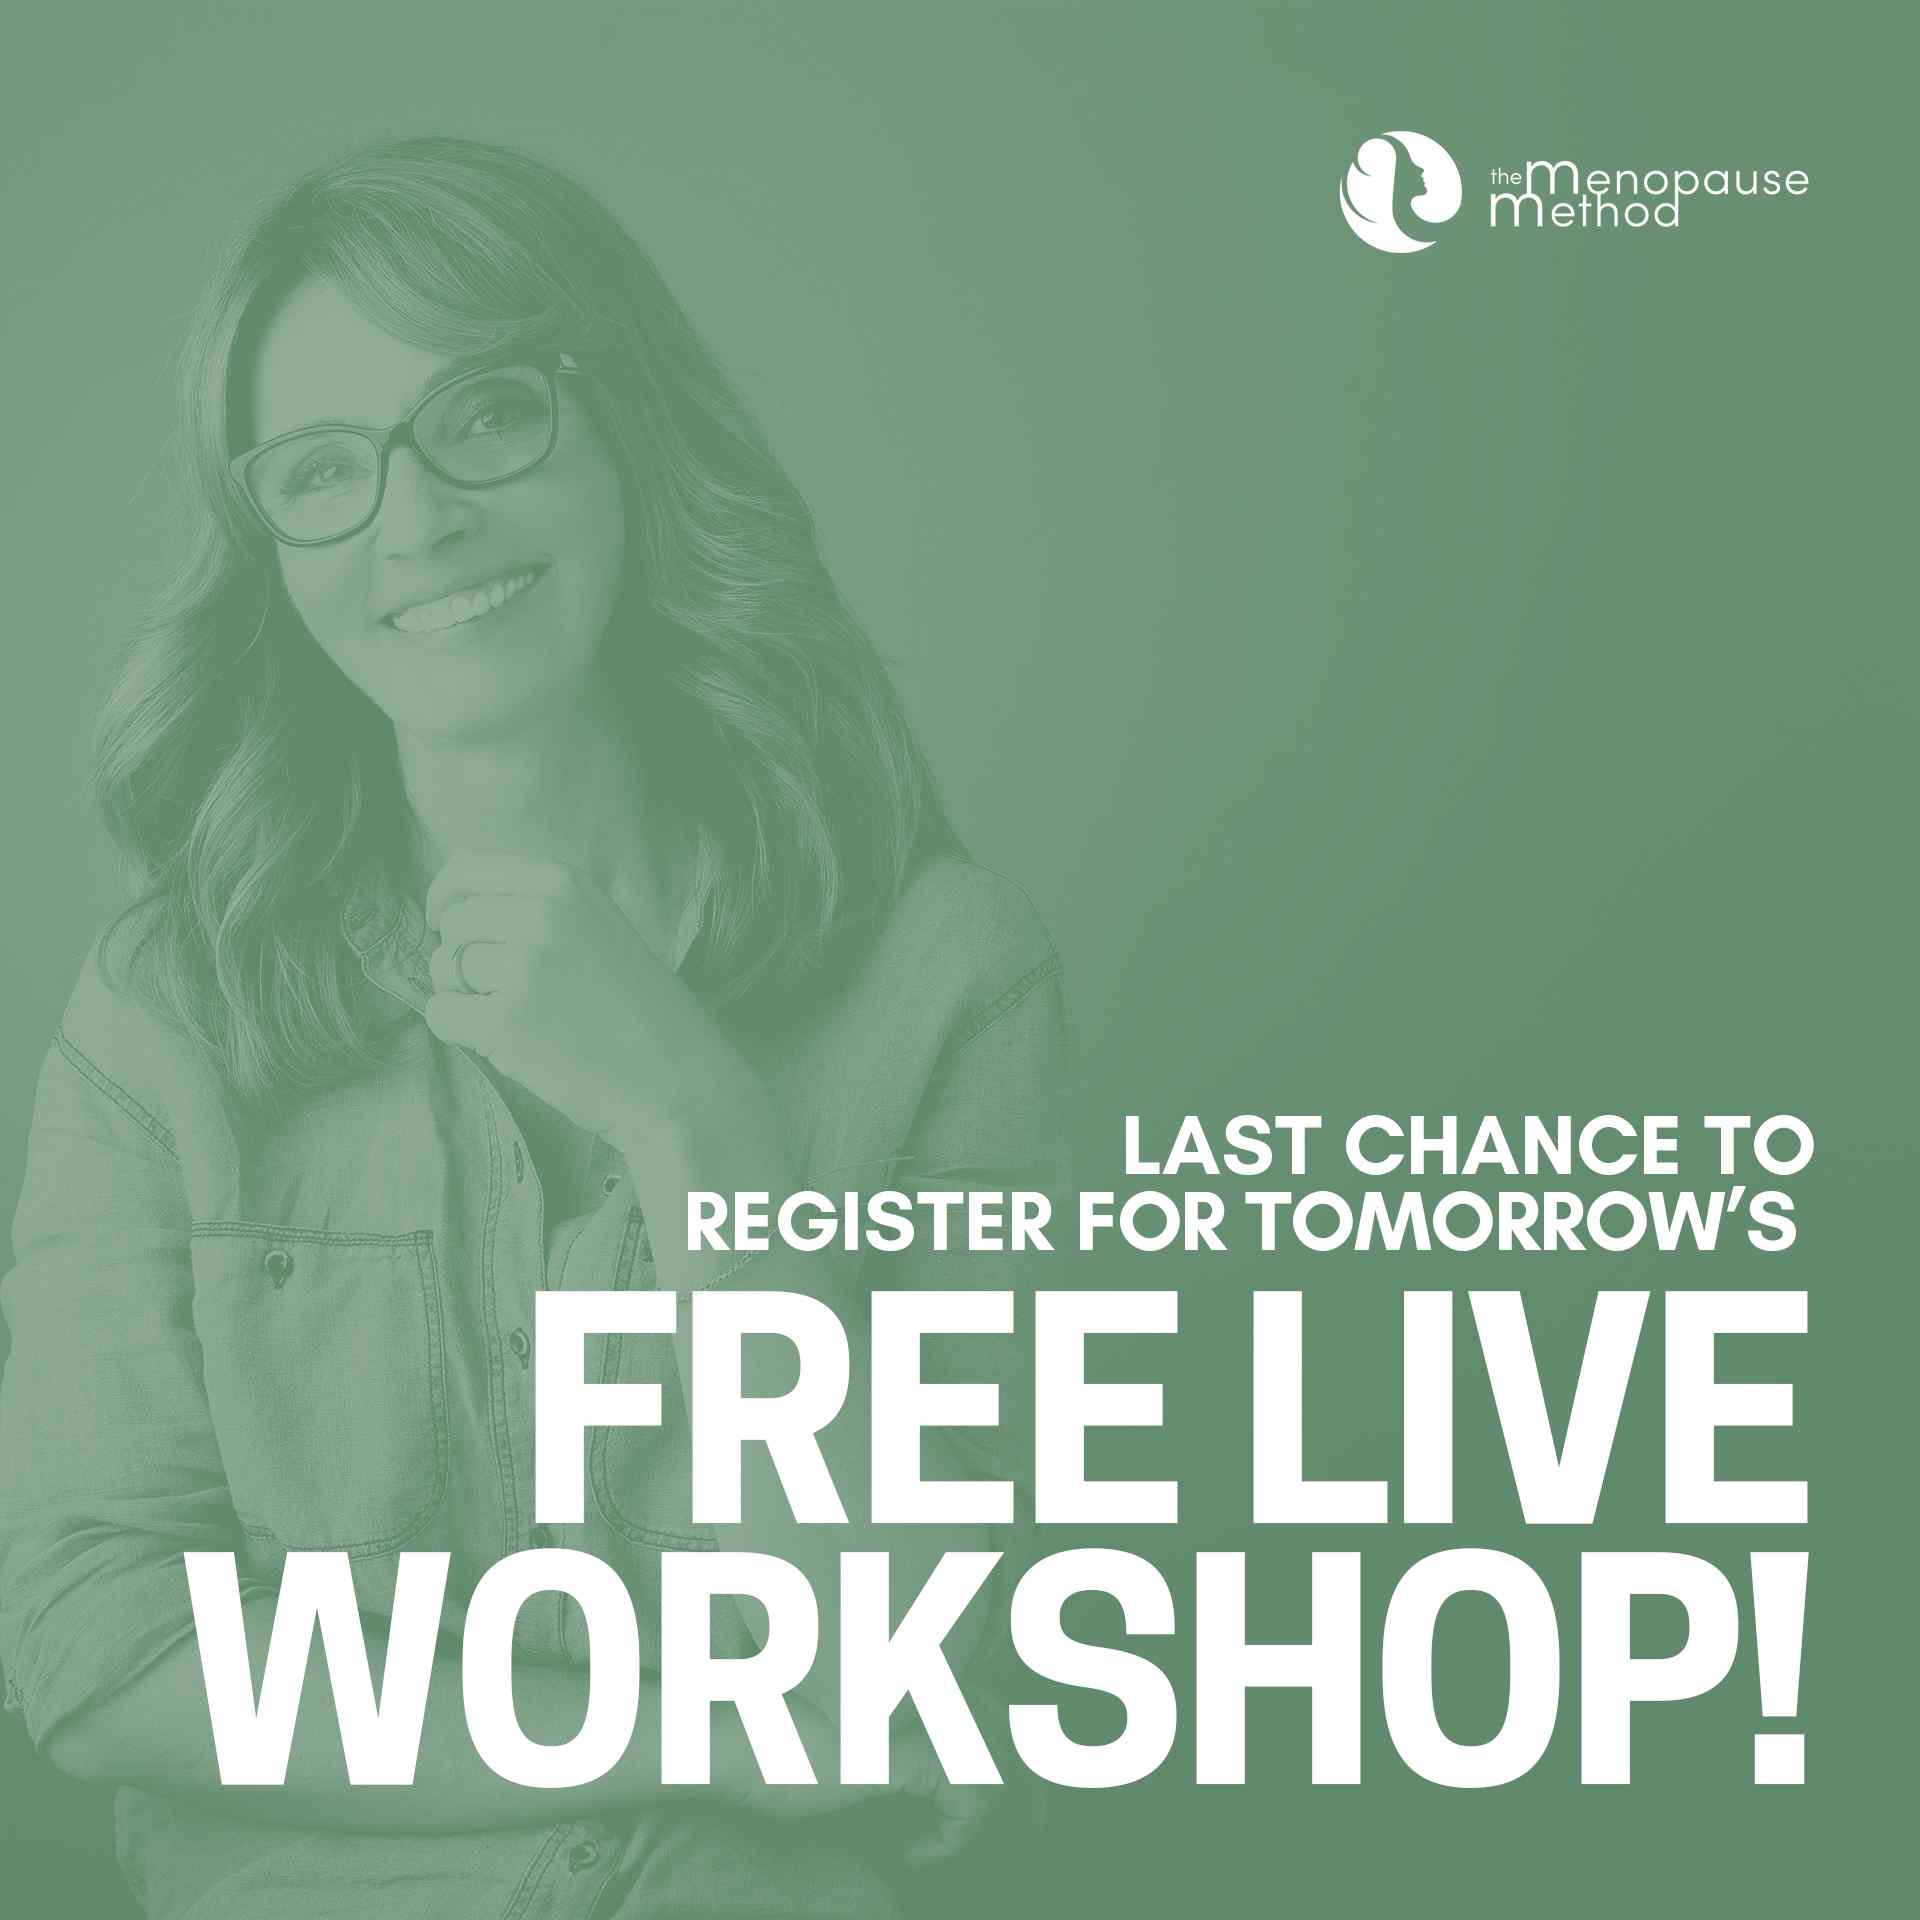 the Menopause
Method
LAST CHANCE TO
REGISTER FOR TOMORROW'S
FREE LIVE
WORKSHOP!